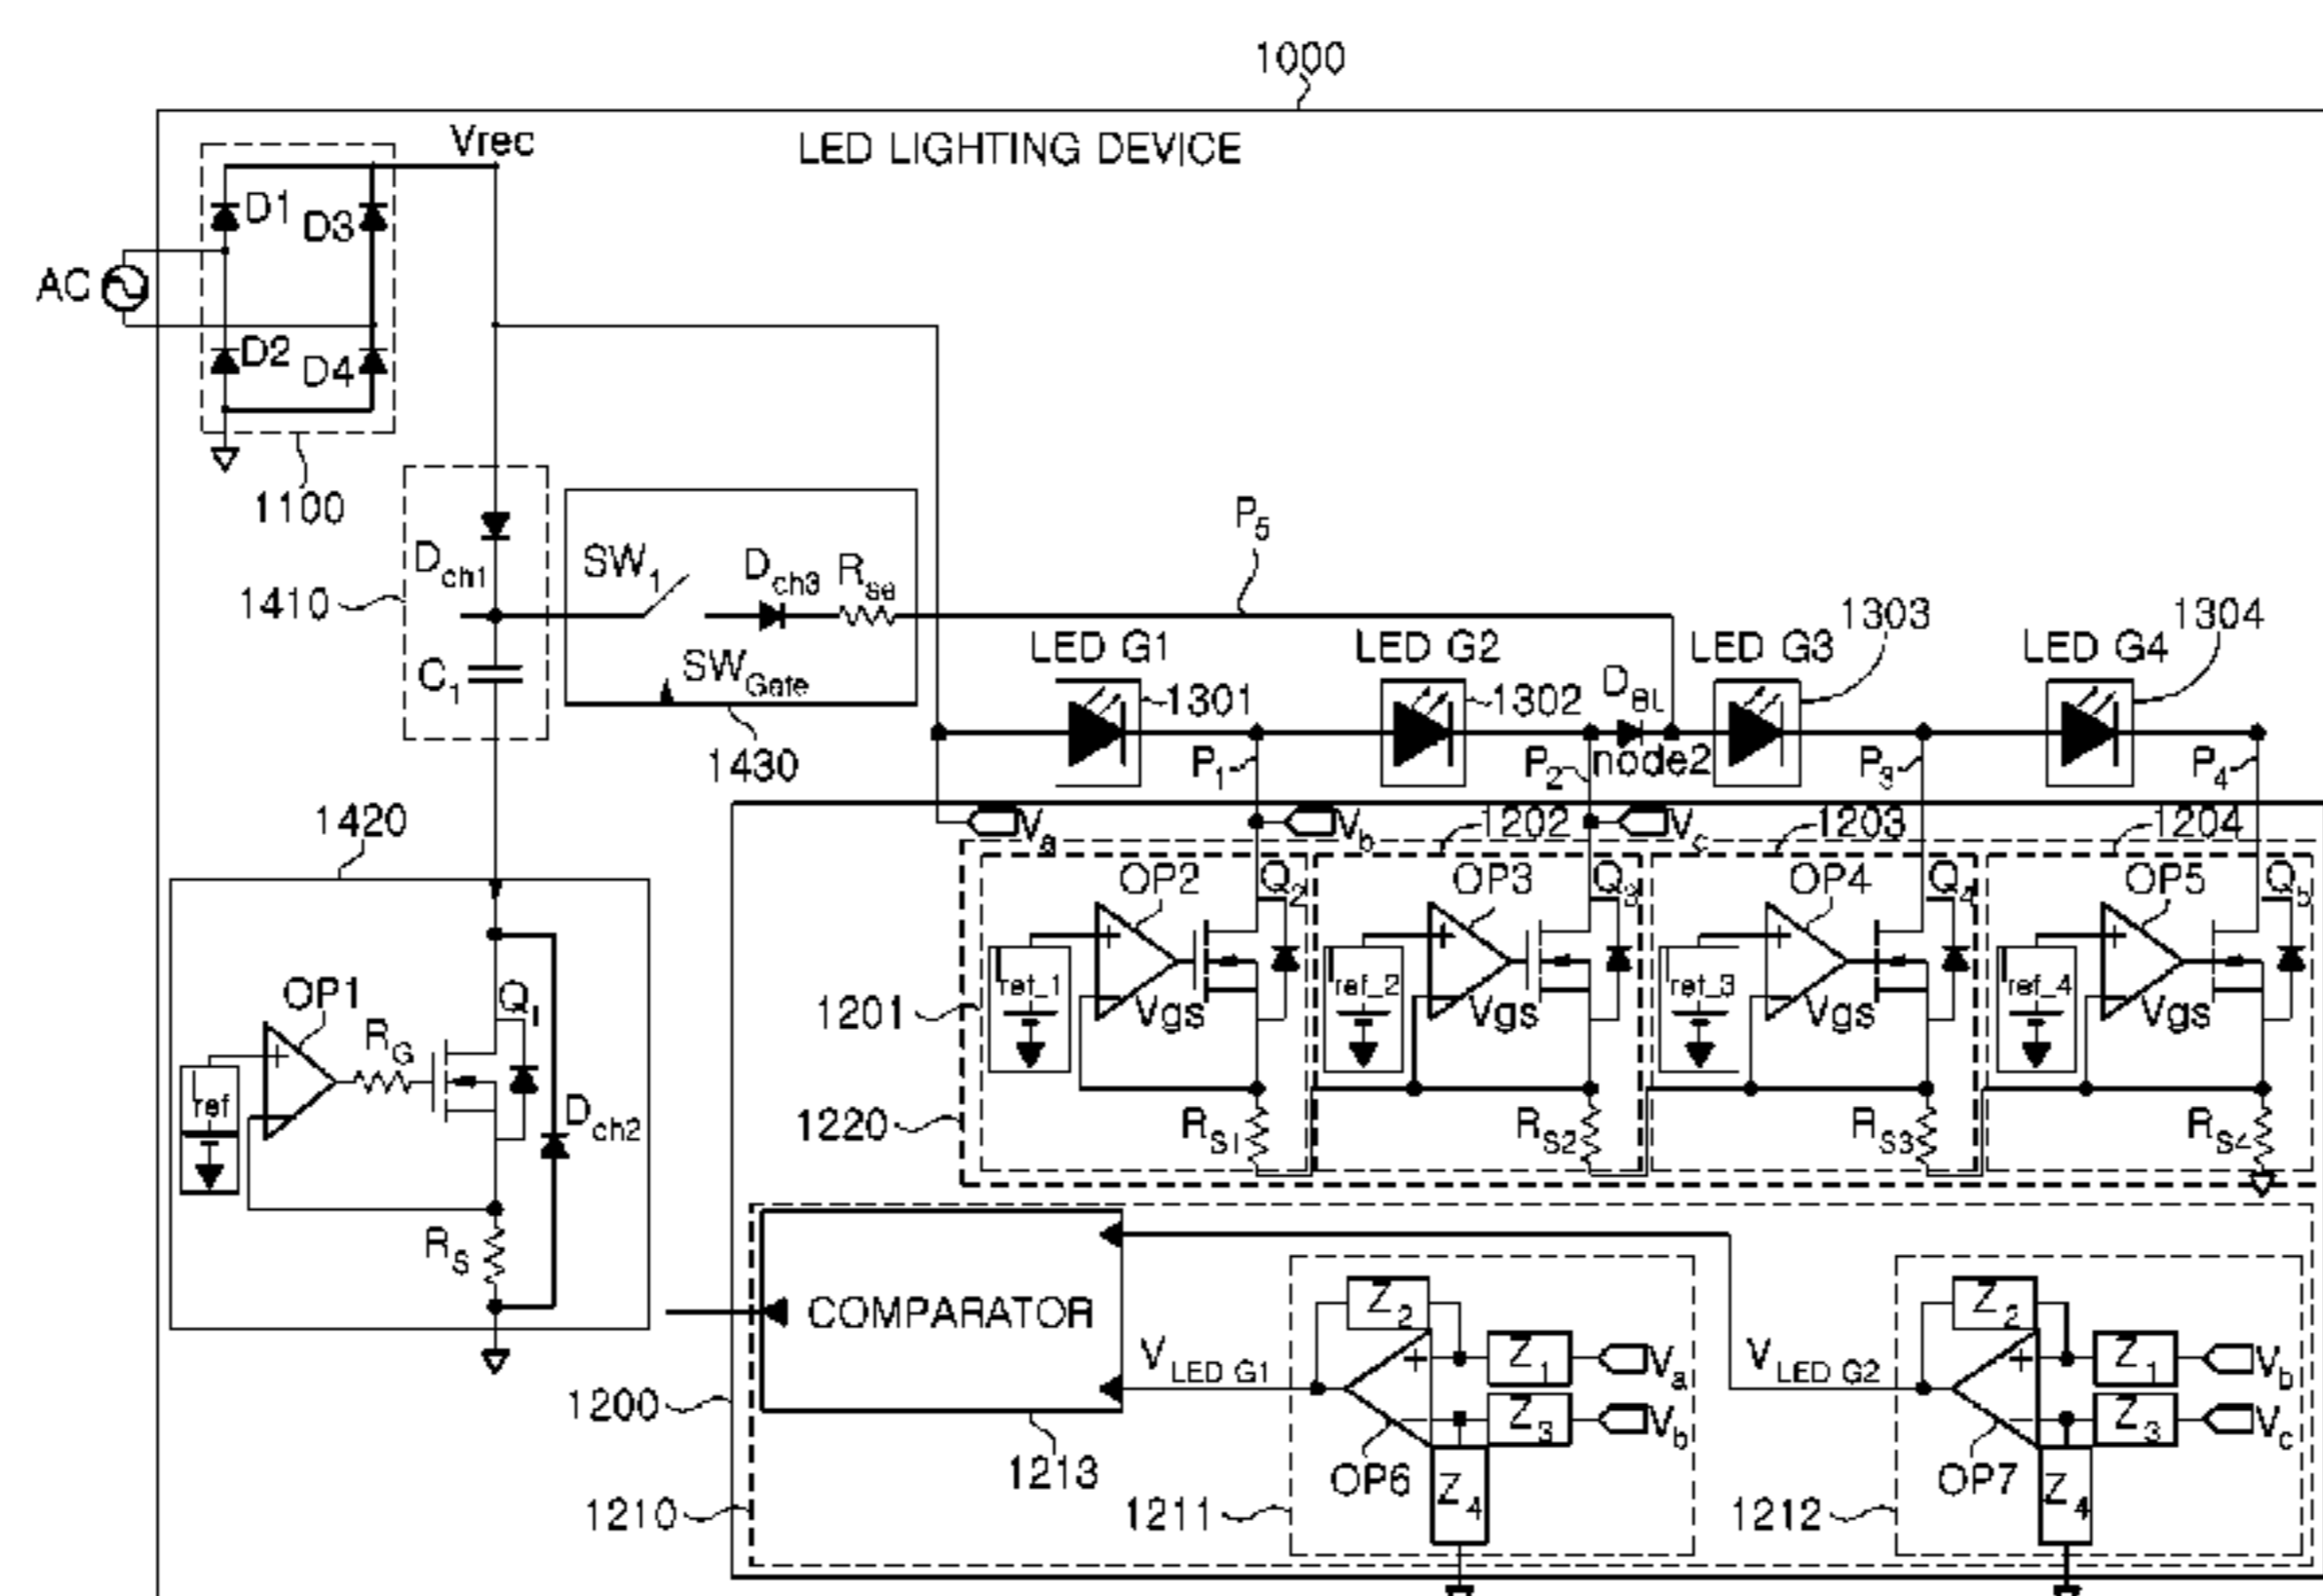 1000
LED LIGHTING DEVICE
Vrec
D1
D3
AC
D2
D4
1100
P5
SW1
Dch3
Rse
Dch1
1410
SWGate
C1
1430
LED G1
LED G2
LED G3
LED G4
1301
1302
1303
1304
node2
P1
P2
P3
P4
Va
Vb
Vc
1202
1203
1204
1420
OP2
Q2
OP3
Q3
OP4
Q4
OP5
Q5
Iref_1
Iref_2
Iref_3
Iref_4
Vgs
Vgs
Vgs
Vgs
1201
1220
RS1
RS2
RS3
RS4
OP1
Q1
RG
Iref
Dch2
RS
COMPARATOR
1200
1213
1210
VLED G1
VLED G2
Z2
Z1
Va
Z3
Vb
Z4
OP6
1211
Z2
Z1
Vb
Z3
Vc
Z4
OP7
1212